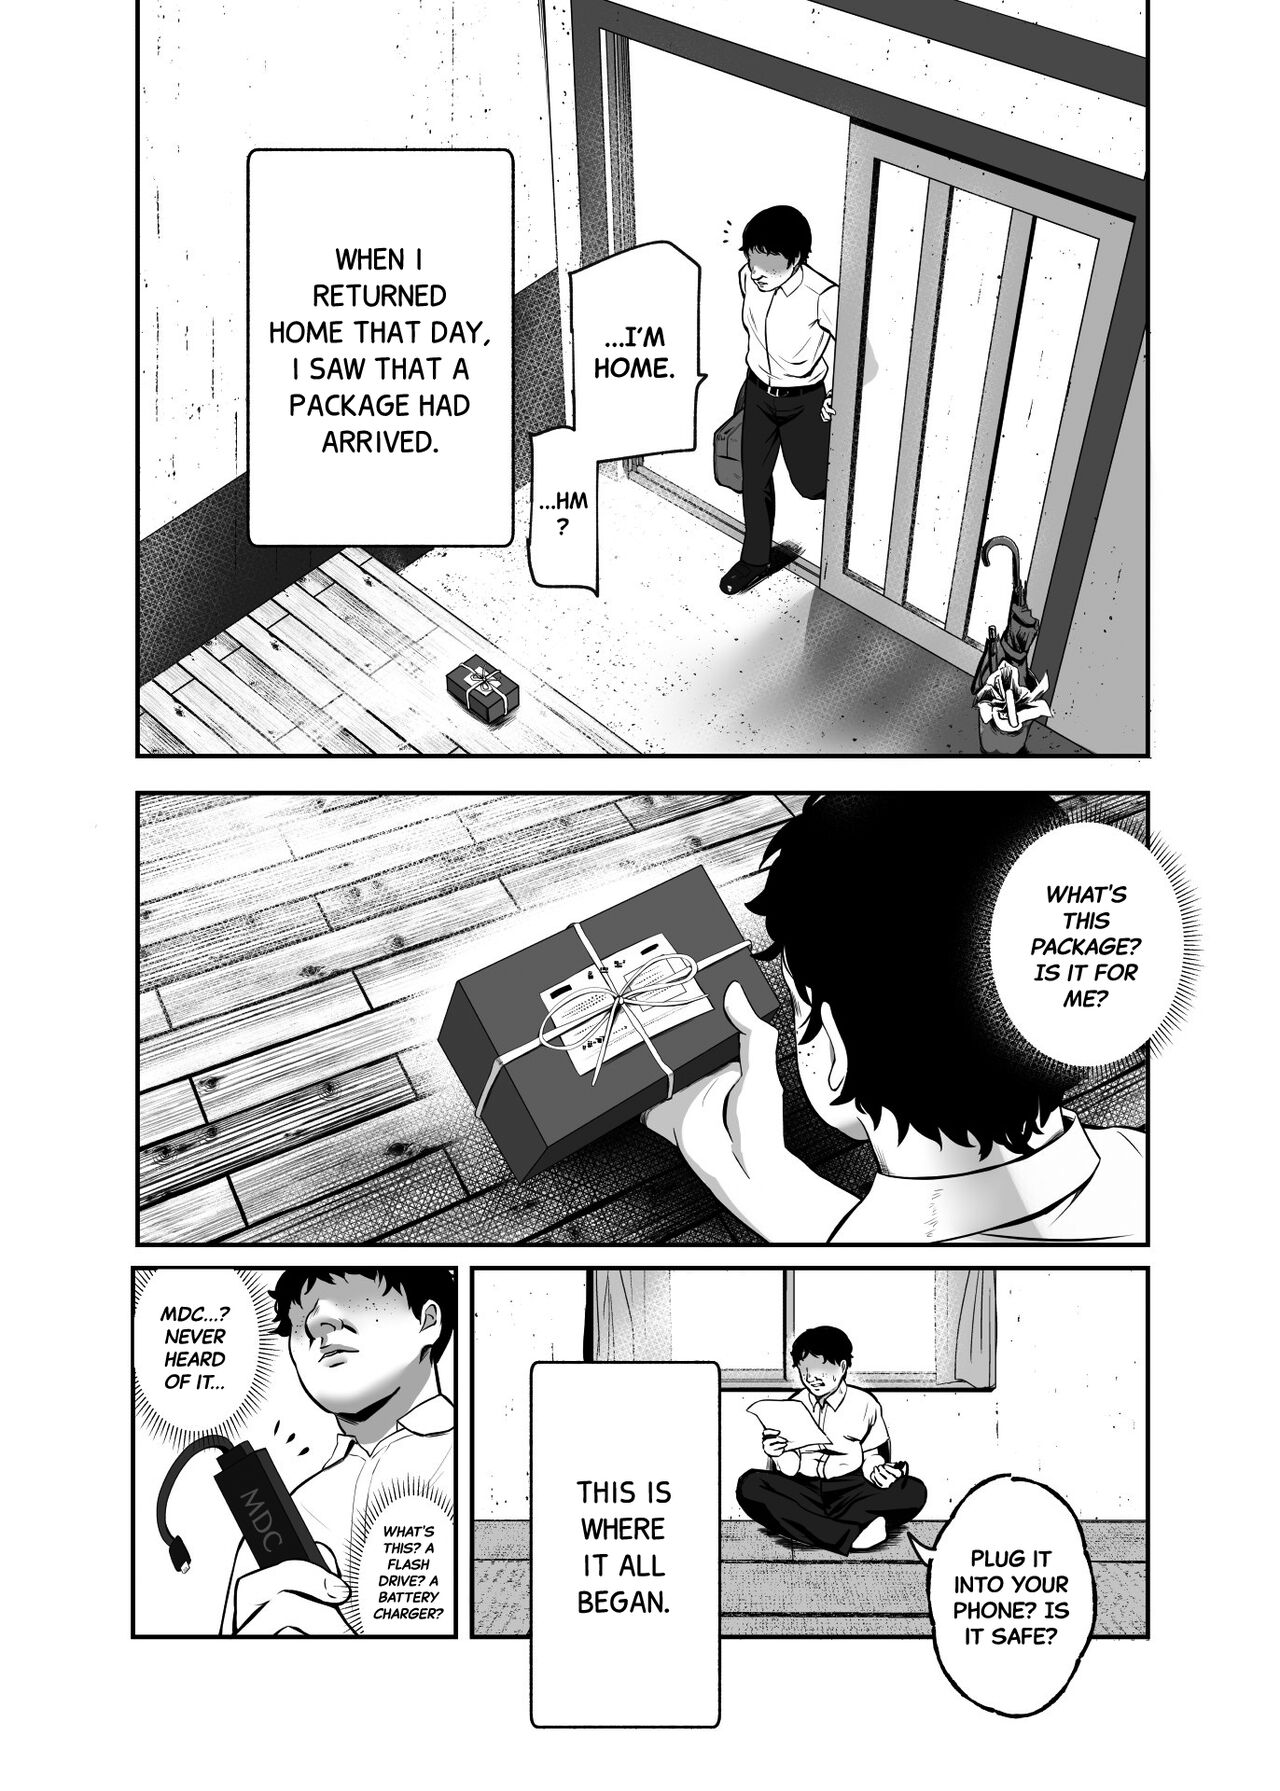 WHEN I
RETURNED
HOME THAT DAY,
I SAW THAT A
PACKAGE HAD
ARRIVED.
...I'M
HOME.
...HM
?
WHAT'S
THIS
PACKAGE?
IS IT FOR
ME?
MDC...?
NEVER
HEARD
OF IT...
MDC
WHAT'S
THIS? A
FLASH
DRIVE? A
BATTERY
CHARGER?
THIS IS
WHERE
IT ALL
BEGAN.
PLUG IT
INTO YOUR
PHONE? IS
IT SAFE?